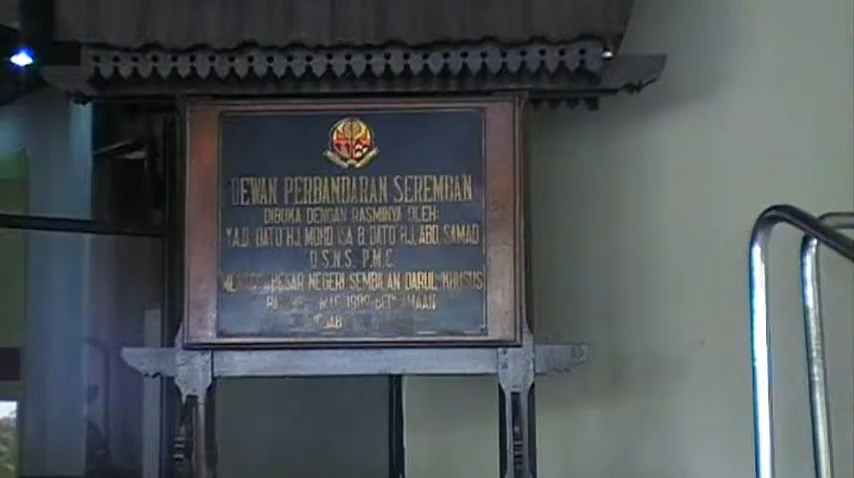 DEWAN PERBANDARAN SEREMBAN
DIBUKA DENGAN RASMINYA OLEH:
Y.A.B. DATO HJ. MOHD ISA B. DATO HJ. ABD SAMAD
D.S.N.S. P.M.C.
BESAR NEGERI SEMBILAN DARUL KHUSUS